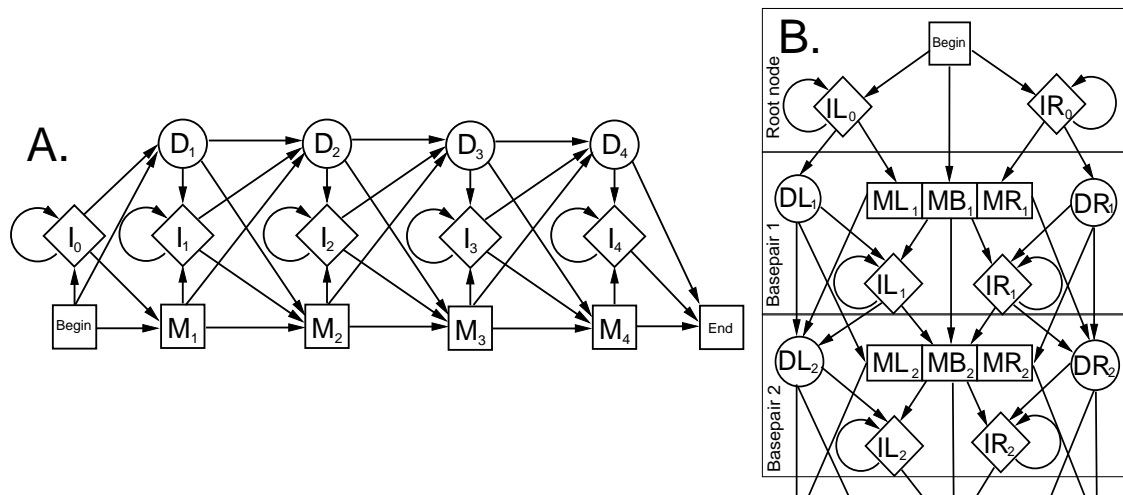 A.
D1 D2 D3 D4
I0 I1 I2 I3 I4
Begin M1 M2 M3 M4 End
B.
Root node
Begin
IL0 IR0
Basepair 1
DL1 ML1 MB1 MR1 DR1
IL1 IR1
Basepair 2
DL2 ML2 MB2 MR2 DR2
IL2 IR2